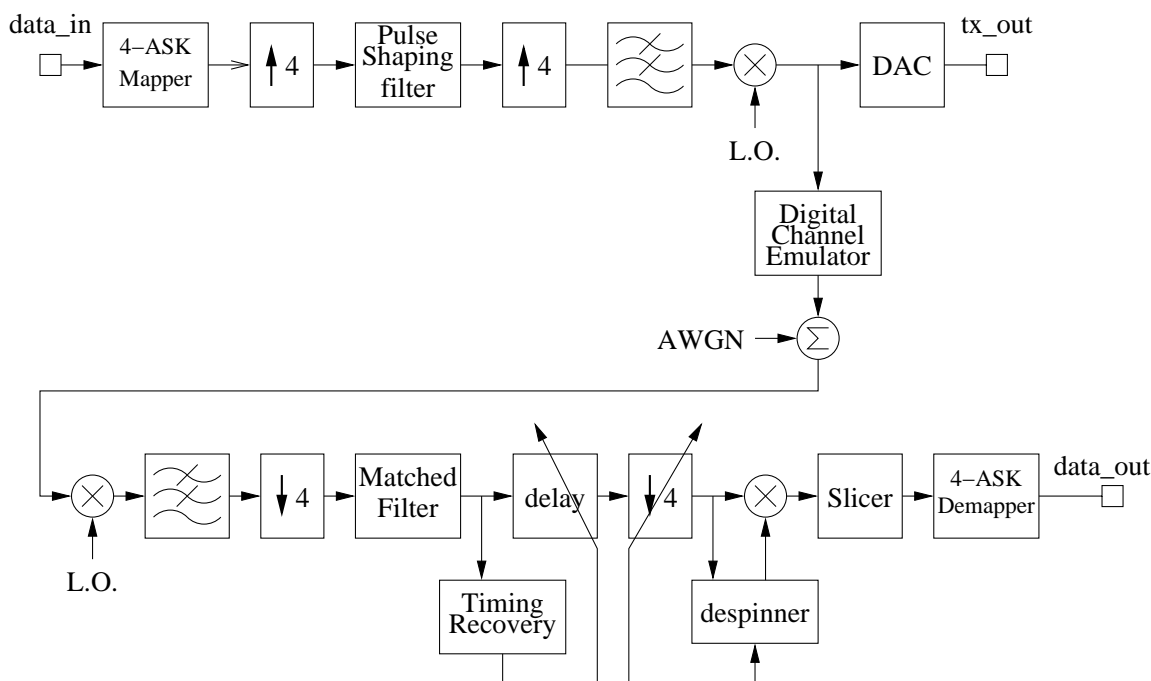 data_in
4−ASK
Mapper
4
Pulse
Shaping
filter
4
L.O.
DAC
tx_out
Digital
Channel
Emulator
AWGN
Σ
L.O.
4
Matched
Filter
delay
4
Slicer
4−ASK
Demapper
data_out
Timing
Recovery
despinner